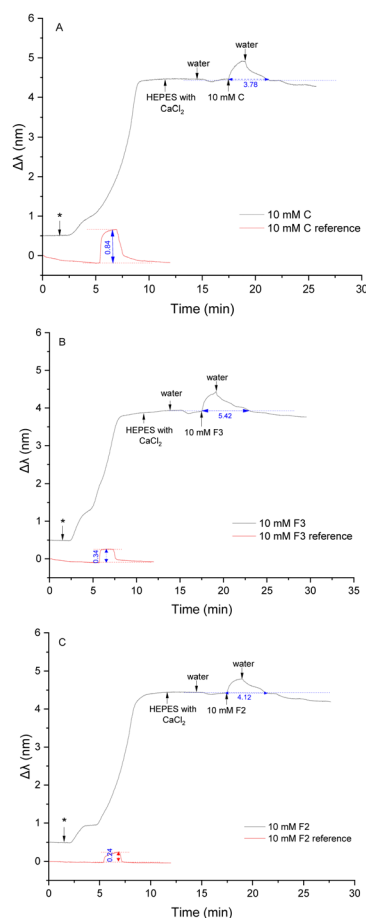 A
5
4
3
2
1
0
Δλ (nm)
water
water
HEPES with
CaCl2
10 mM C
3.78
*
0.84
10 mM C
10 mM C reference
0 5 10 15 20 25 30
Time (min)
B
6
5
4
3
2
1
0
Δλ (nm)
water
water
HEPES with
CaCl2
10 mM F3
5.42
*
0.34
10 mM F3
10 mM F3 reference
0 5 10 15 20 25 30 35
Time (min)
C
6
5
4
3
2
1
0
Δλ (nm)
water
water
HEPES with
CaCl2
10 mM F2
4.12
*
0.24
10 mM F2
10 mM F2 reference
0 5 10 15 20 25 30
Time (min)